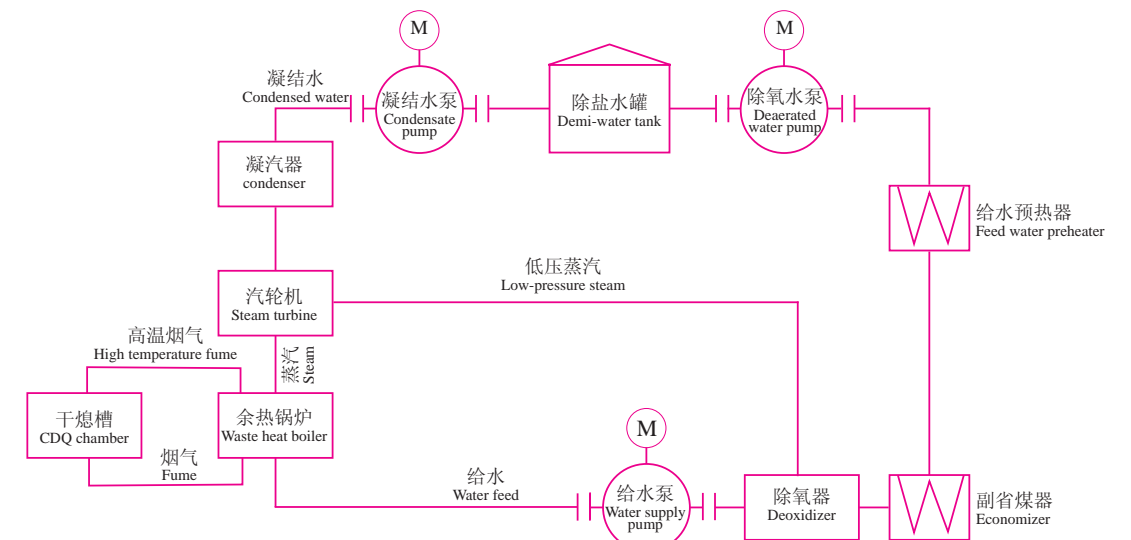 M
M
凝结水
Condensed water
凝结水泵
Condensate
pump
除盐水罐
Demi-water tank
除氧水泵
Deaerated
water pump
凝汽器
condenser
给水预热器
Feed water preheater
低压蒸汽
Low-pressure steam
汽轮机
Steam turbine
高温烟气
High temperature fume
蒸汽
Steam
干熄槽
CDQ chamber
余热锅炉
Waste heat boiler
M
烟气
Fume
给水
Water feed
给水泵
Water supply
pump
除氧器
Deoxidizer
副省煤器
Economizer